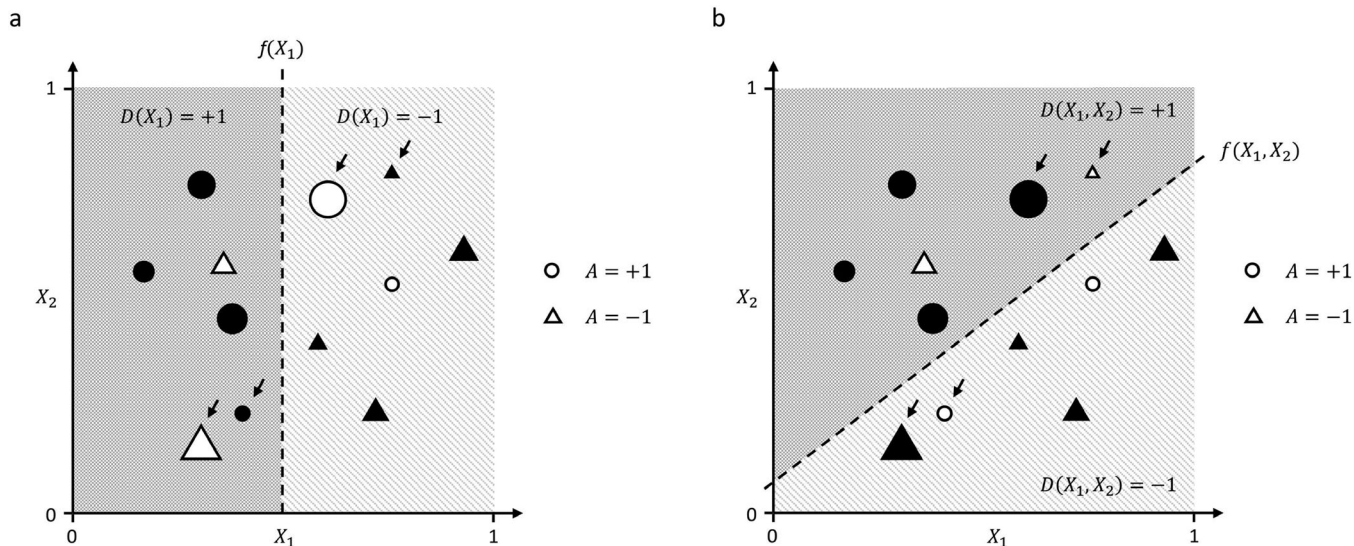 a
f(X₁)
1
D(X₁) = +1
D(X₁) = −1
X₂
A = +1
A = −1
0
0
X₁
1
b
1
D(X₁, X₂) = +1
f(X₁, X₂)
X₂
A = +1
A = −1
D(X₁, X₂) = −1
0
0
X₁
1